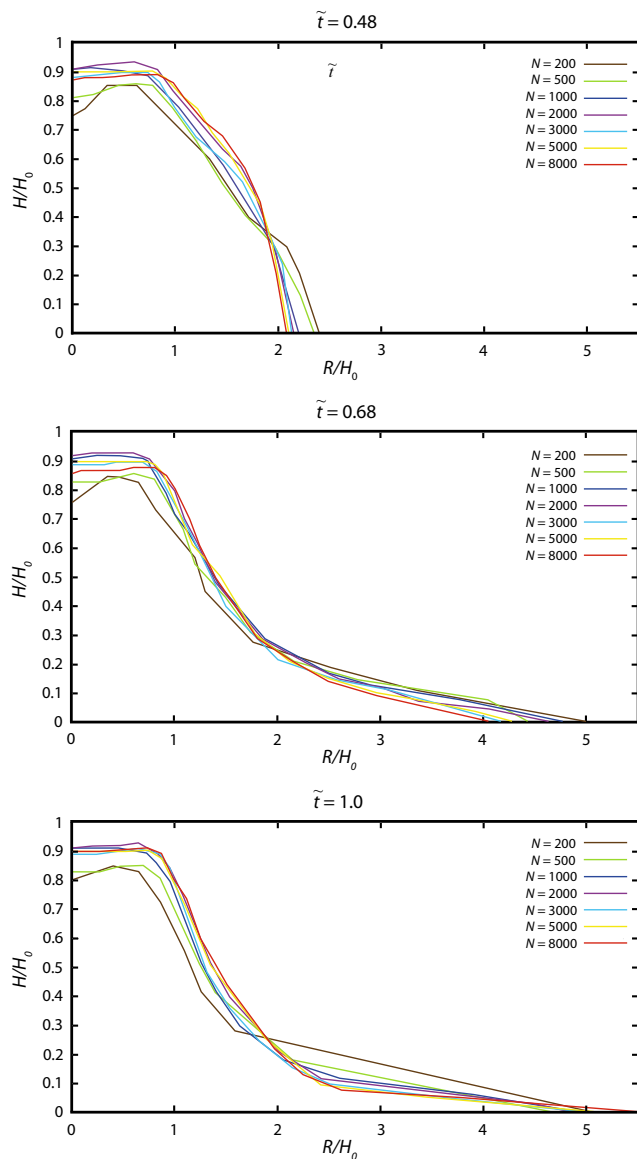 t̃ = 0.48
1
0.9
0.8
0.7
0.6
0.5
0.4
0.3
0.2
0.1
0
H/H₀
t̃
N = 200
N = 500
N = 1000
N = 2000
N = 3000
N = 5000
N = 8000
0 1 2 3 4 5
R/H₀
t̃ = 0.68
1
0.9
0.8
0.7
0.6
0.5
0.4
0.3
0.2
0.1
0
H/H₀
N = 200
N = 500
N = 1000
N = 2000
N = 3000
N = 5000
N = 8000
0 1 2 3 4 5
R/H₀
t̃ = 1.0
1
0.9
0.8
0.7
0.6
0.5
0.4
0.3
0.2
0.1
0
H/H₀
N = 200
N = 500
N = 1000
N = 2000
N = 3000
N = 5000
N = 8000
0 1 2 3 4 5
R/H₀